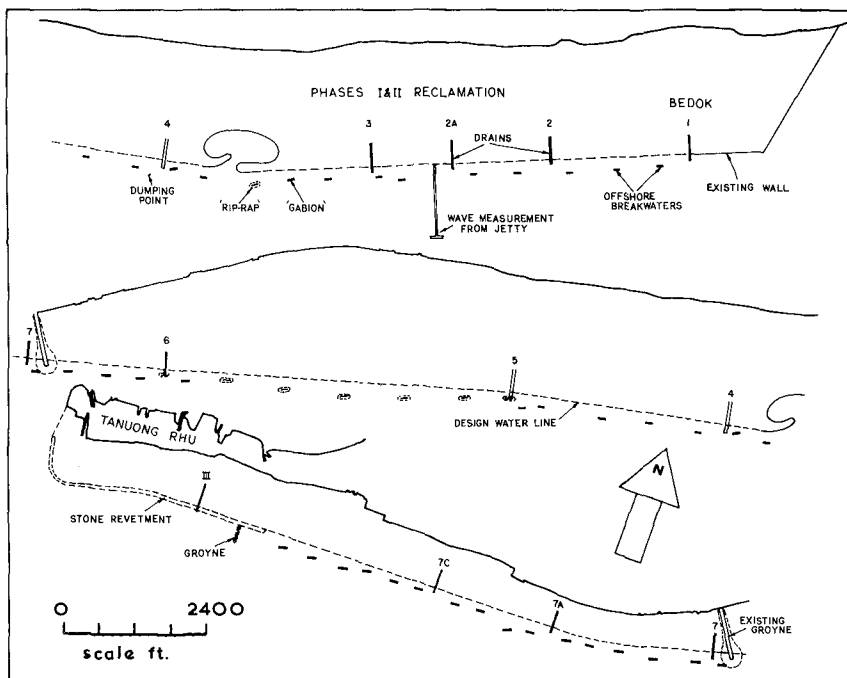 PHASES I&II RECLAMATION
BEDOK
4
3
2A
2
1
DRAINS
DUMPING
POINT
(RIP-RAP)
(GABION)
WAVE MEASUREMENT
FROM JETTY
OFFSHORE
BREAKWATERS
EXISTING WALL
7
6
5
4
DESIGN WATER LINE
TANUONG RHU
N
III
STONE REVETMENT
GROYNE
7C
7A
7
EXISTING
GROYNE
0 2400
scale ft.